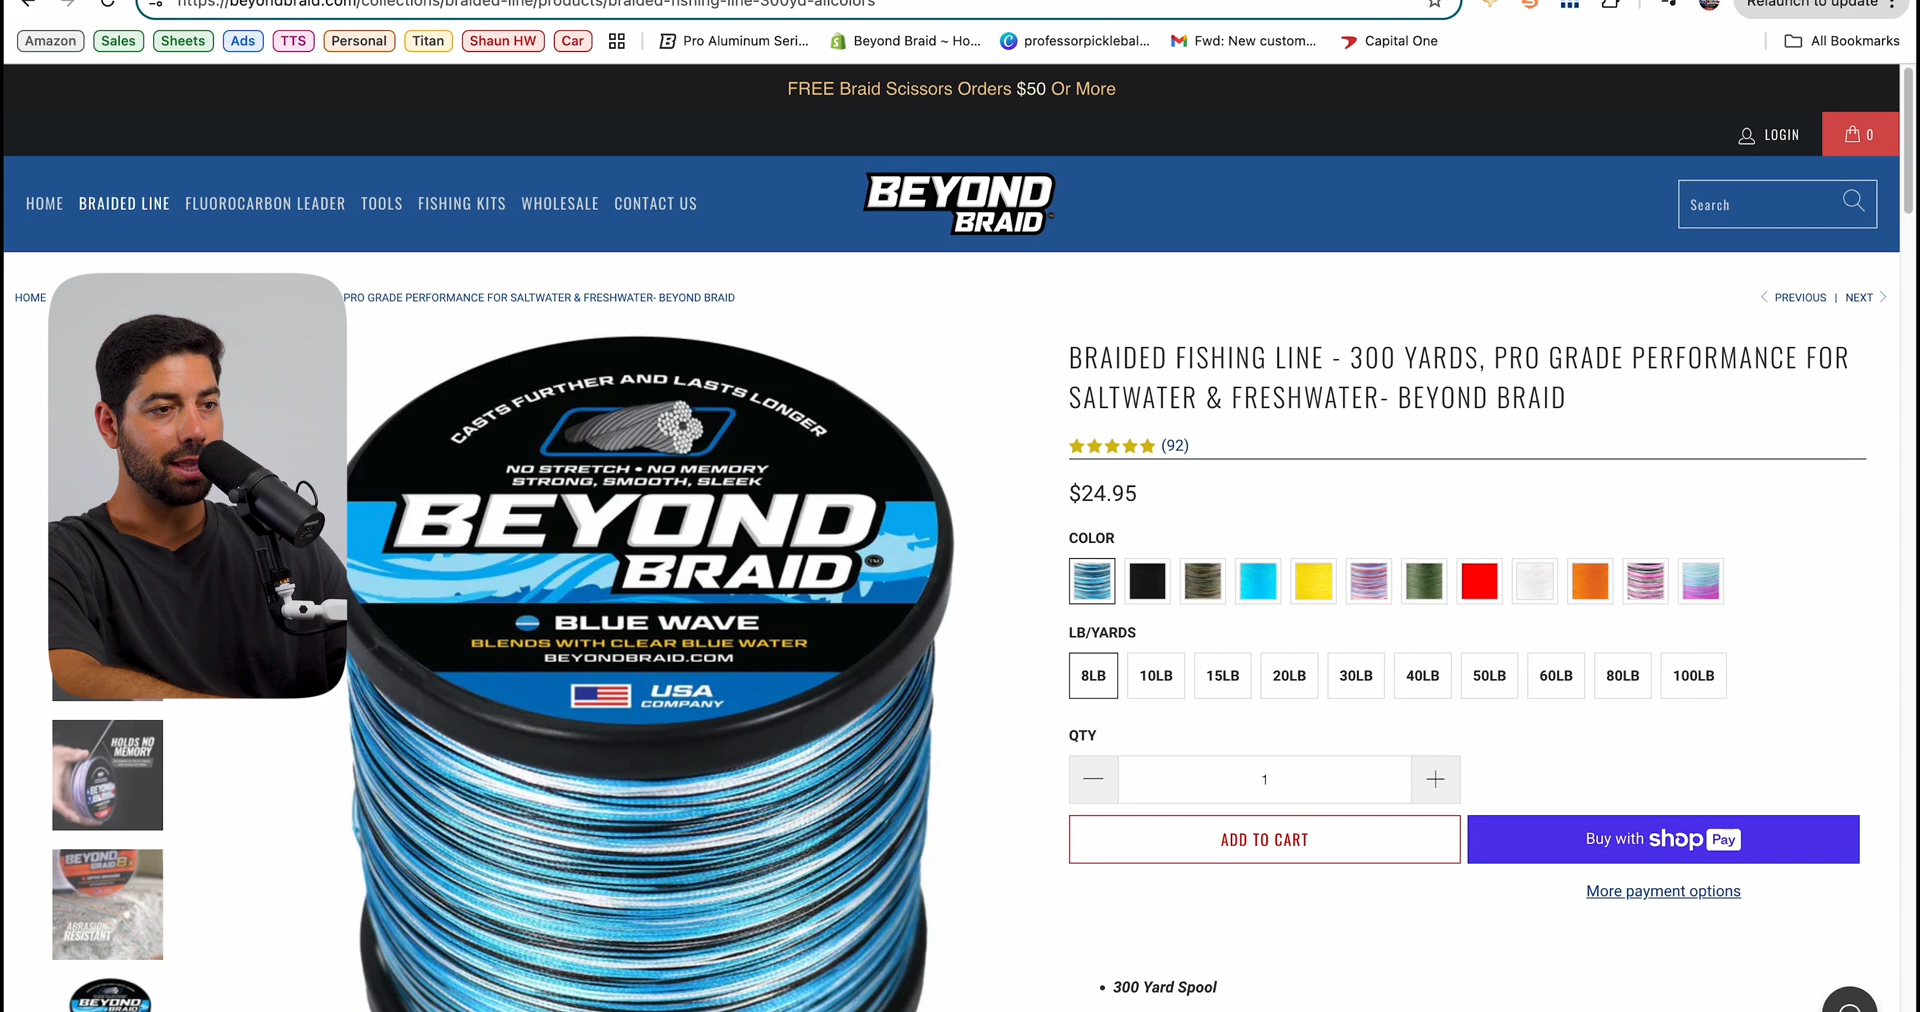 https://beyondbraid.com/collections/braided-line/products/braided-fishing-line-300yd-allcolors
Relaunch to update
Amazon Sales Sheets Ads TTS Personal Titan Shaun HW Car Pro Aluminum Seri... Beyond Braid ~ Ho... professorpicklebal... Fwd: New custom... Capital One All Bookmarks
FREE Braid Scissors Orders $50 Or More
LOGIN 0
HOME BRAIDED LINE FLUOROCARBON LEADER TOOLS FISHING KITS WHOLESALE CONTACT US
BEYOND
BRAID
Search
HOME PRO GRADE PERFORMANCE FOR SALTWATER & FRESHWATER- BEYOND BRAID
PREVIOUS | NEXT
CASTS FURTHER AND LASTS LONGER
NO STRETCH • NO MEMORY
STRONG, SMOOTH, SLEEK
BEYOND
BRAID™
BLUE WAVE
BLENDS WITH CLEAR BLUE WATER
BEYONDBRAID.COM
USA
COMPANY
HOLDS NO
MEMORY
BEYOND
BRAID 8
ABRASION
RESISTANT
BEYOND
BRAID
BRAIDED FISHING LINE - 300 YARDS, PRO GRADE PERFORMANCE FOR
SALTWATER & FRESHWATER- BEYOND BRAID
(92)
$24.95
COLOR
LB/YARDS
8LB 10LB 15LB 20LB 30LB 40LB 50LB 60LB 80LB 100LB
QTY
1
ADD TO CART
Buy with shop Pay
More payment options
• 300 Yard Spool